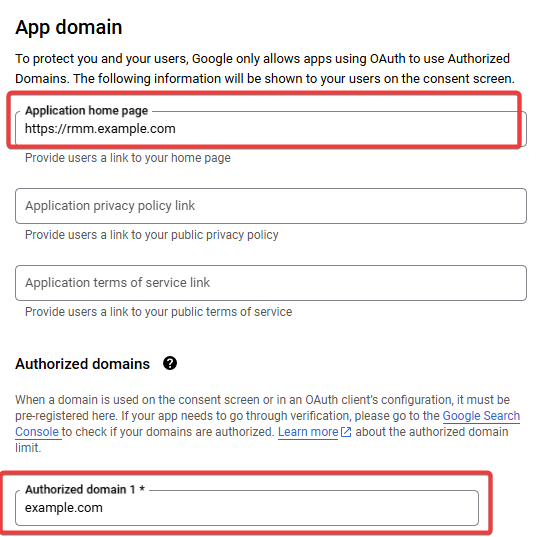 App domain
To protect you and your users, Google only allows apps using OAuth to use Authorized
Domains. The following information will be shown to your users on the consent screen.
Application home page
https://rmm.example.com
Provide users a link to your home page
Application privacy policy link
Provide users a link to your public privacy policy
Application terms of service link
Provide users a link to your public terms of service
Authorized domains
When a domain is used on the consent screen or in an OAuth client's configuration, it must be
pre-registered here. If your app needs to go through verification, please go to the Google Search
Console to check if your domains are authorized. Learn more about the authorized domain
limit.
Authorized domain 1 *
example.com